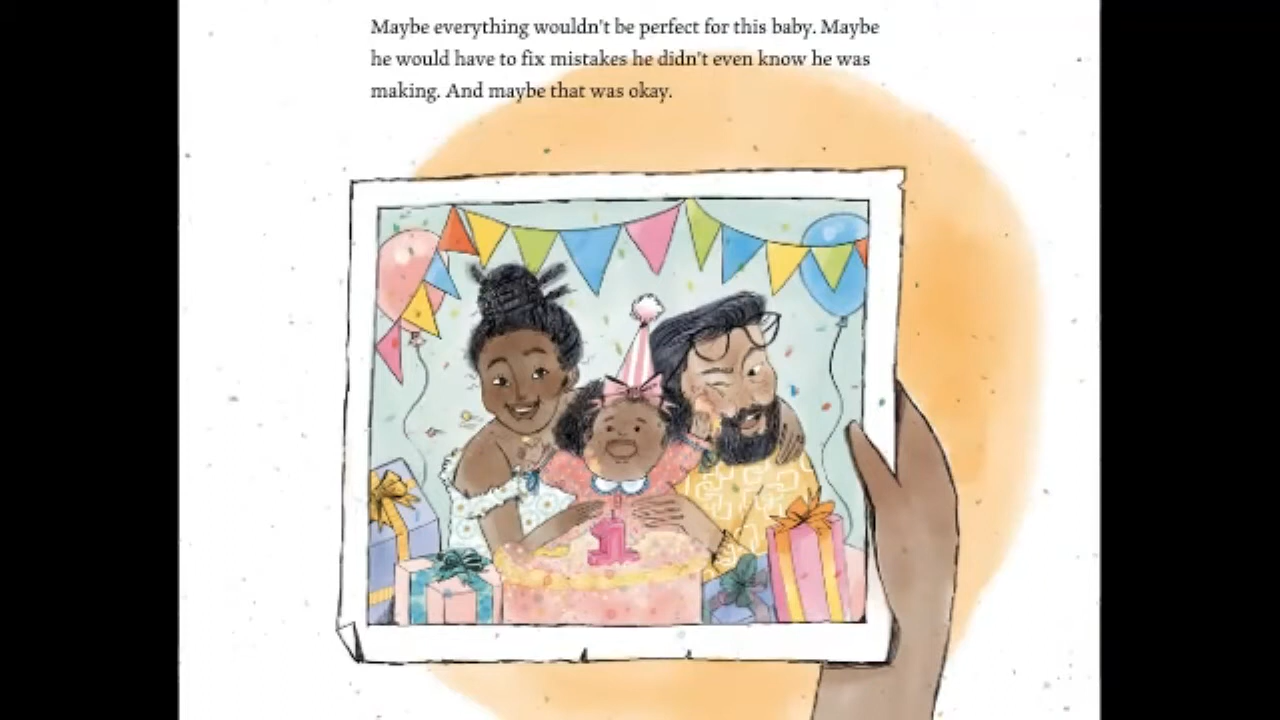 Maybe everything wouldn't be perfect for this baby. Maybe
he would have to fix mistakes he didn't even know he was
making. And maybe that was okay.
1